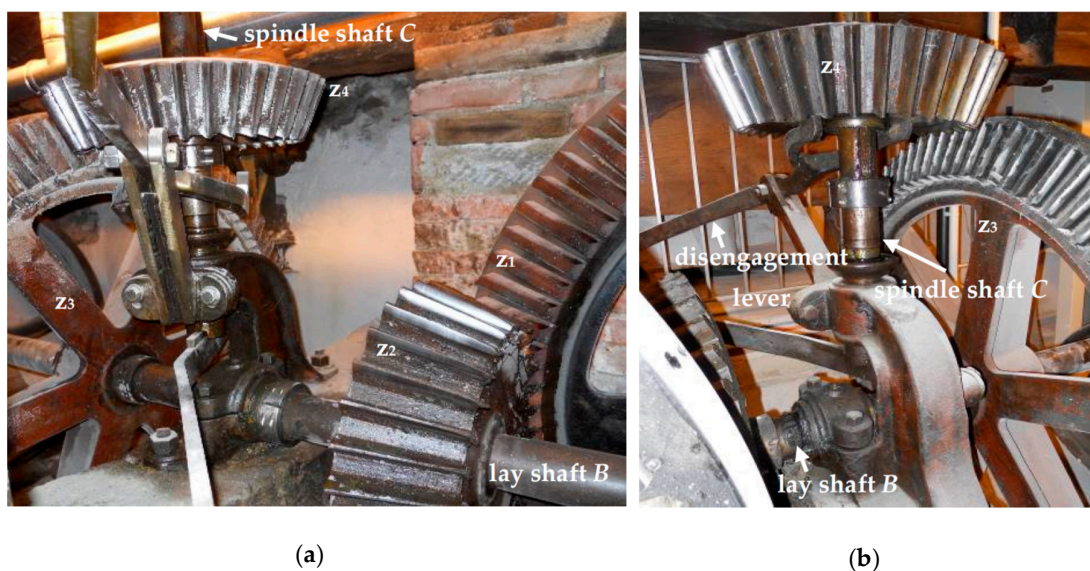 spindle shaft C
z4
z1
z3
z2
lay shaft B
(a)
b)
z4
z3
disengagement
lever
spindle shaft C
lay shaft B
(b)